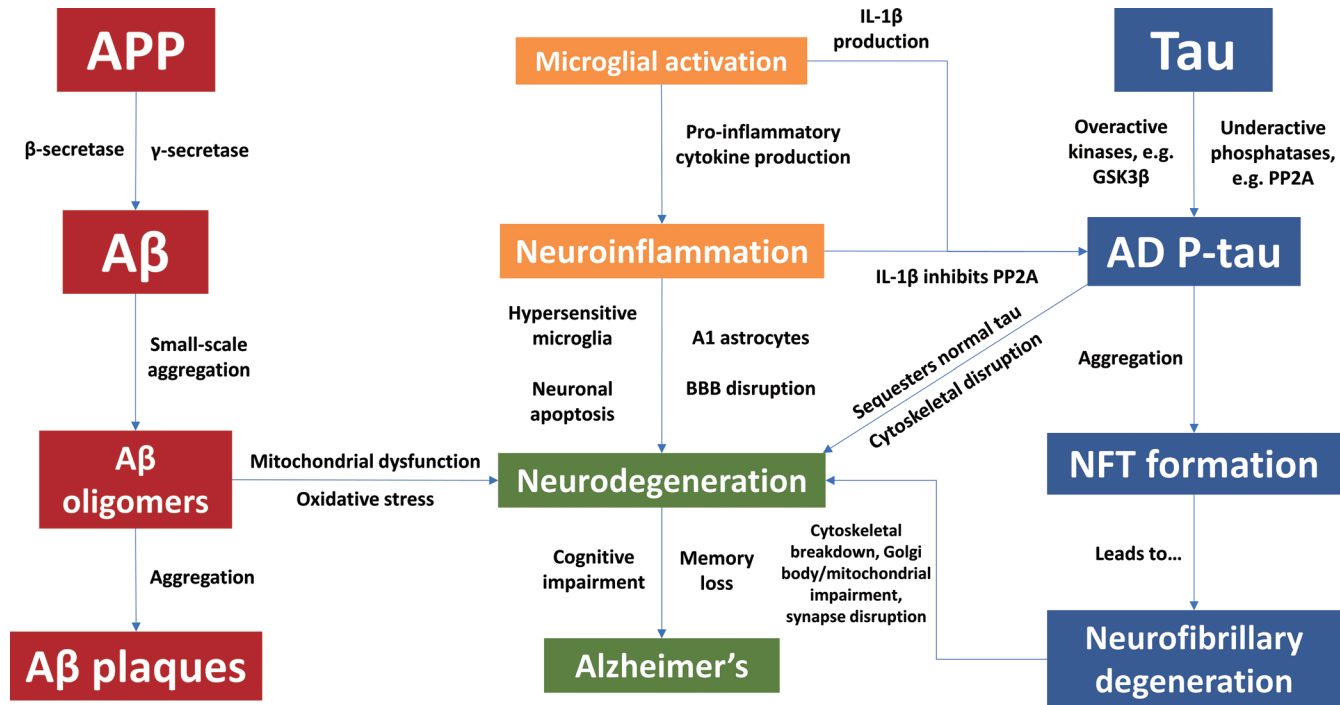 APP
β-secretase
γ-secretase
Aβ
Small-scale
aggregation
Aβ
oligomers
Mitochondrial dysfunction
Oxidative stress
Aggregation
Aβ plaques
Microglial activation
IL-1β
production
Pro-inflammatory
cytokine production
Neuroinflammation
IL-1β inhibits PP2A
Hypersensitive
microglia
A1 astrocytes
Neuronal
apoptosis
BBB disruption
Neurodegeneration
Cognitive
impairment
Memory
loss
Alzheimer's
Tau
Overactive
kinases, e.g.
GSK3β
Underactive
phosphatases,
e.g. PP2A
AD P-tau
Sequesters normal tau
Cytoskeletal disruption
Aggregation
NFT formation
Leads to...
Neurofibrillary
degeneration
Cytoskeletal
breakdown, Golgi
body/mitochondrial
impairment,
synapse disruption